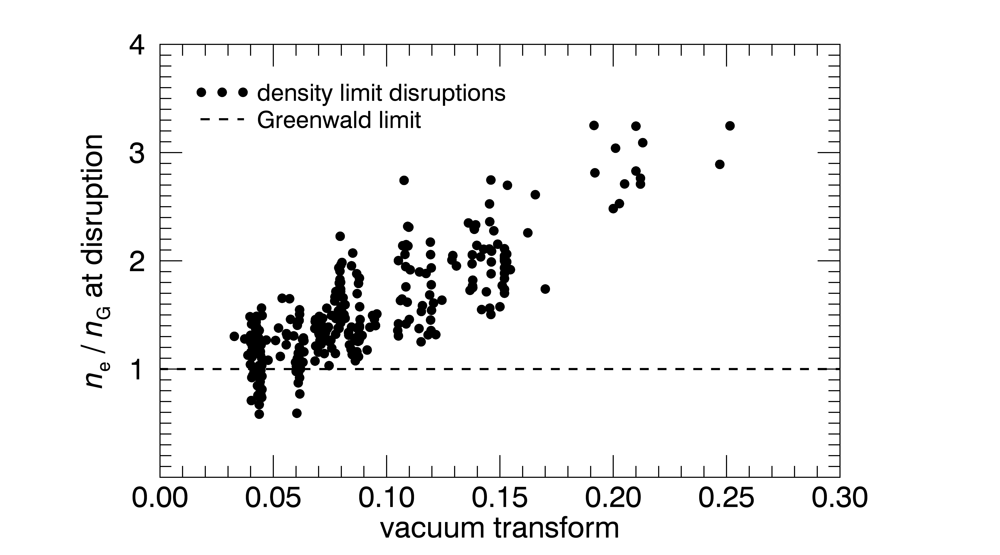 4
3
2
1
n_e / n_G at disruption
density limit disruptions
Greenwald limit
0.00 0.05 0.10 0.15 0.20 0.25 0.30
vacuum transform